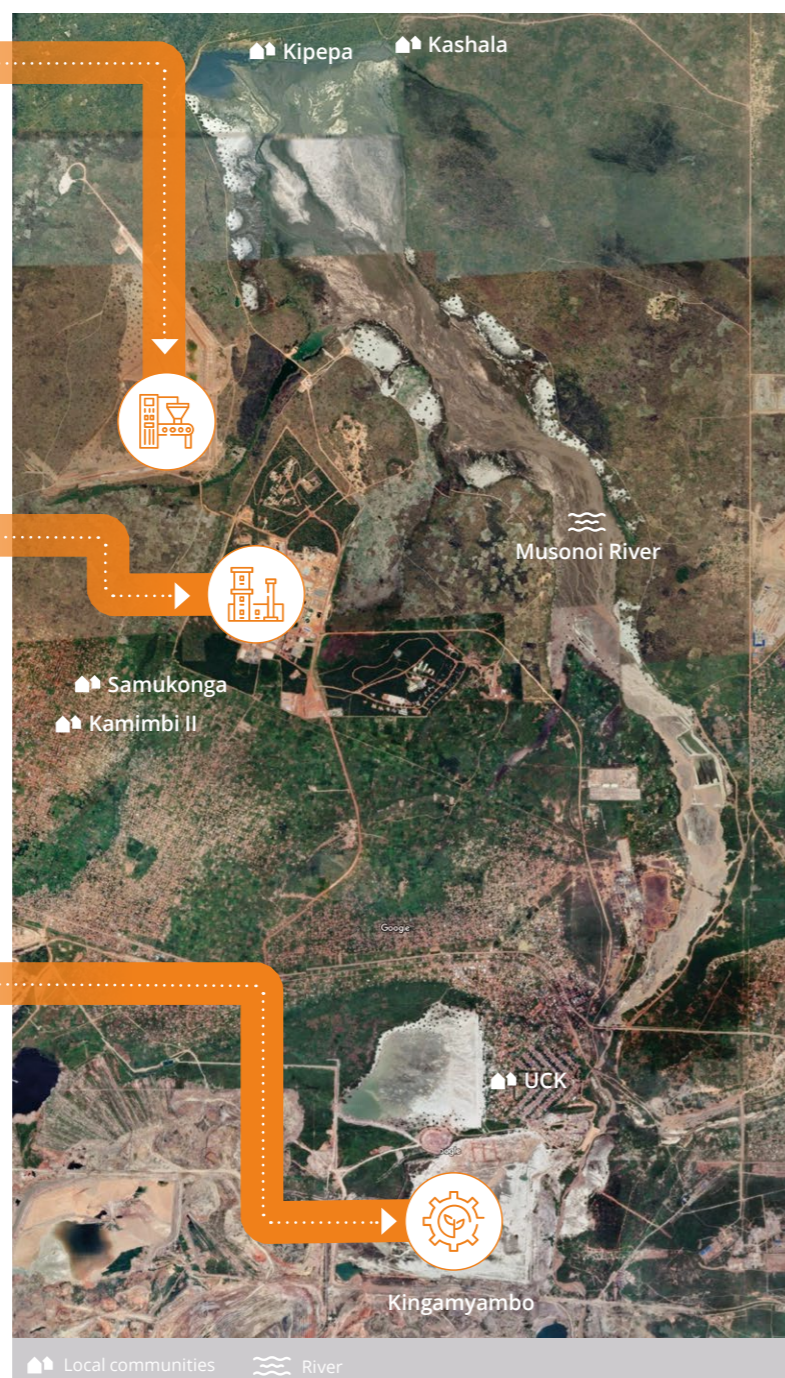 Kipepa
Kashala
Musonoi River
Samukonga
Kamimbi II
Google
UCK
Kingamyambo
Local communities
River